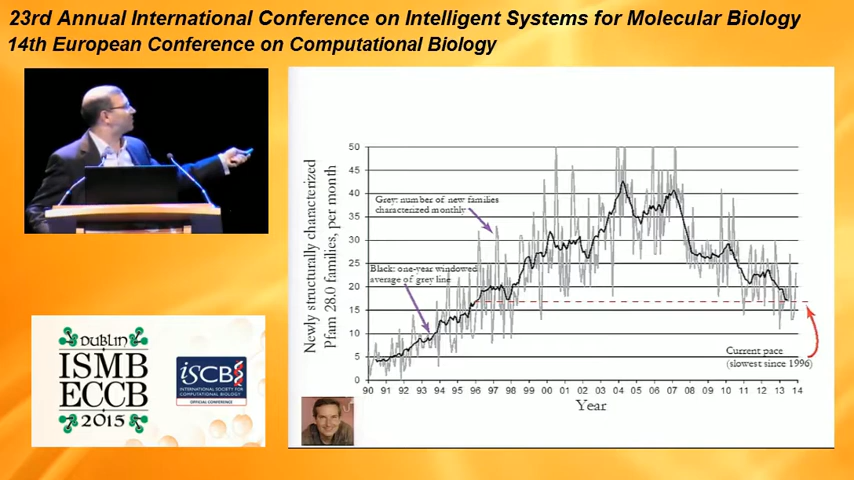 23rd Annual International Conference on Intelligent Systems for Molecular Biology
14th European Conference on Computational Biology
DUBLIN
ISMB
ECCB
2015
iSCB
INTERNATIONAL SOCIETY FOR
COMPUTATIONAL BIOLOGY
OFFICIAL CONFERENCE
Newly structurally characterized
Pfam 28.0 families, per month
50
45
40
35
30
25
20
15
10
5
0
Grey: number of new families
characterized monthly
Black: one-year windowed
average of grey line
Current pace
(slowest since 1996)
90 91 92 93 94 95 96 97 98 99 00 01 02 03 04 05 06 07 08 09 10 11 12 13 14
Year